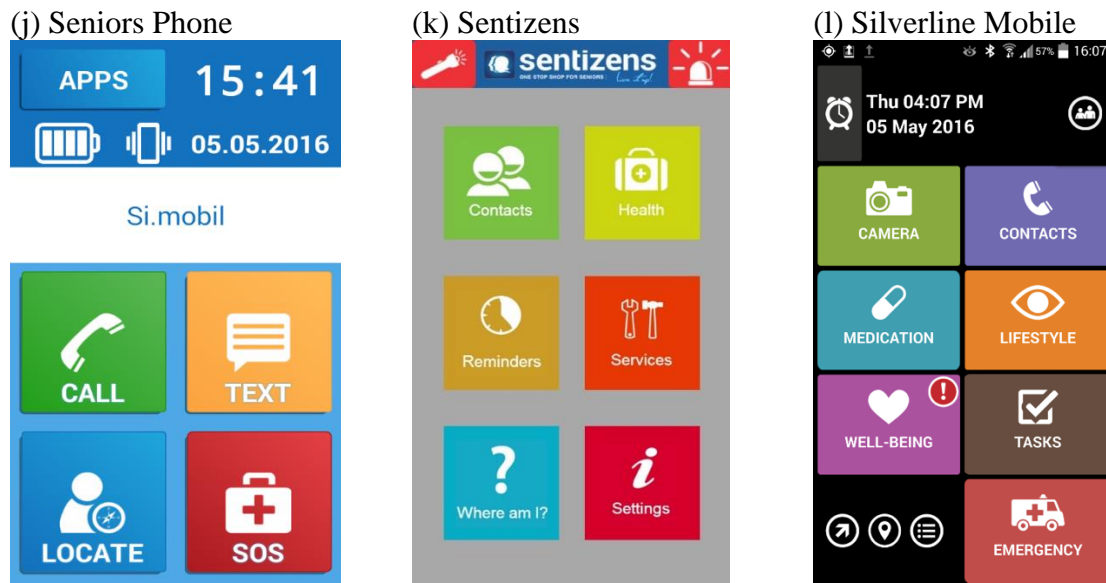 (j) Seniors Phone
APPS 15:41
05.05.2016
Si.mobil
CALL TEXT
LOCATE SOS
(k) Sentizens
sentizens
ONE STOP SHOP FOR SENIORS
Contacts Health
Reminders Services
Where am I? Settings
(l) Silverline Mobile
57% 16:07
Thu 04:07 PM
05 May 2016
CAMERA CONTACTS
MEDICATION LIFESTYLE
WELL-BEING TASKS
EMERGENCY